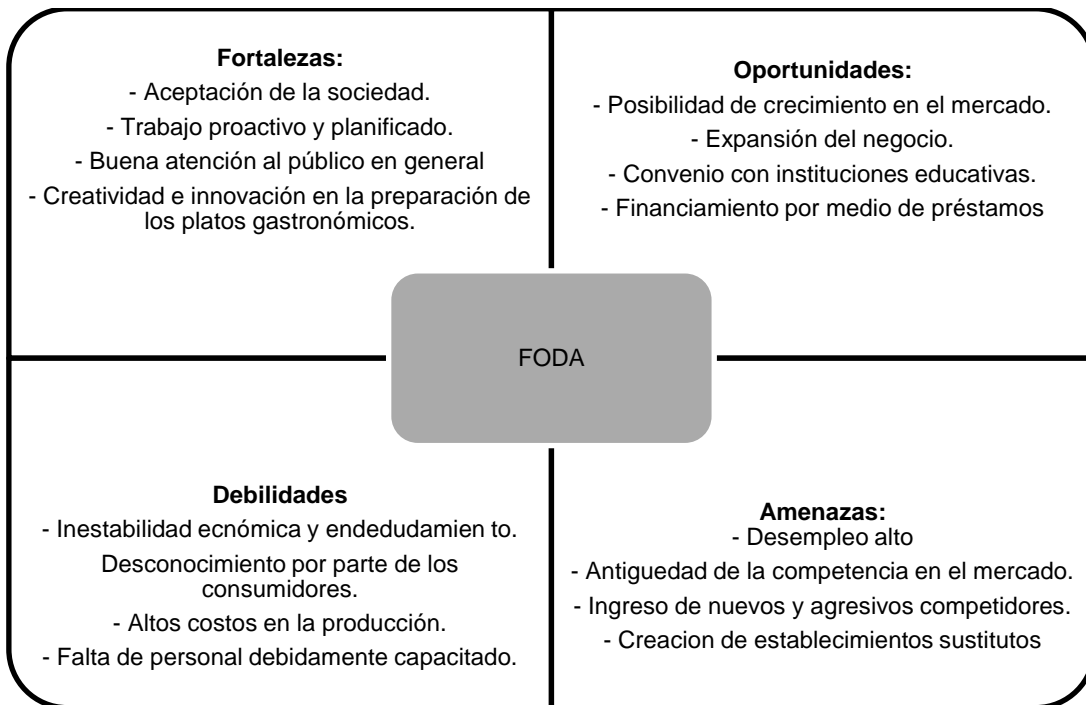 Fortalezas:
- Aceptación de la sociedad.
- Trabajo proactivo y planificado.
- Buena atención al público en general
- Creatividad e innovación en la preparación de
los platos gastronómicos.
Oportunidades:
- Posibilidad de crecimiento en el mercado.
- Expansión del negocio.
- Convenio con instituciones educativas.
- Financiamiento por medio de préstamos
FODA
Debilidades
- Inestabilidad ecnómica y endedudamien to.
Desconocimiento por parte de los
consumidores.
- Altos costos en la producción.
- Falta de personal debidamente capacitado.
Amenazas:
- Desempleo alto
- Antiguedad de la competencia en el mercado.
- Ingreso de nuevos y agresivos competidores.
- Creacion de establecimientos sustitutos